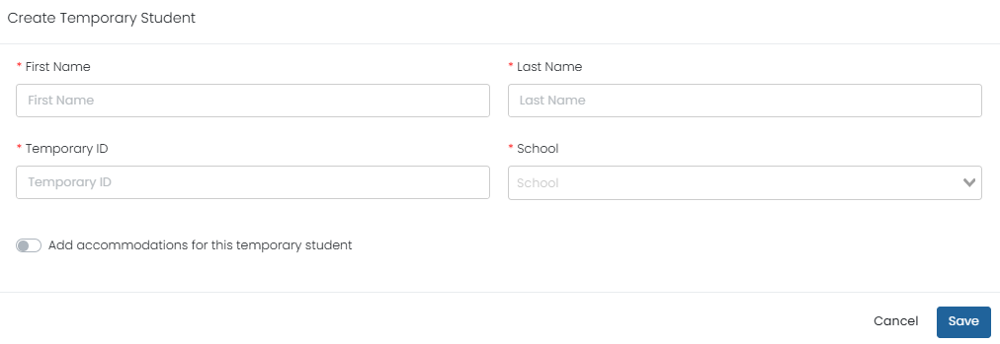 Create Temporary Student
* First Name
* Last Name
First Name
Last Name
* Temporary ID
* School
Temporary ID
School
Add accommodations for this temporary student
Cancel
Save